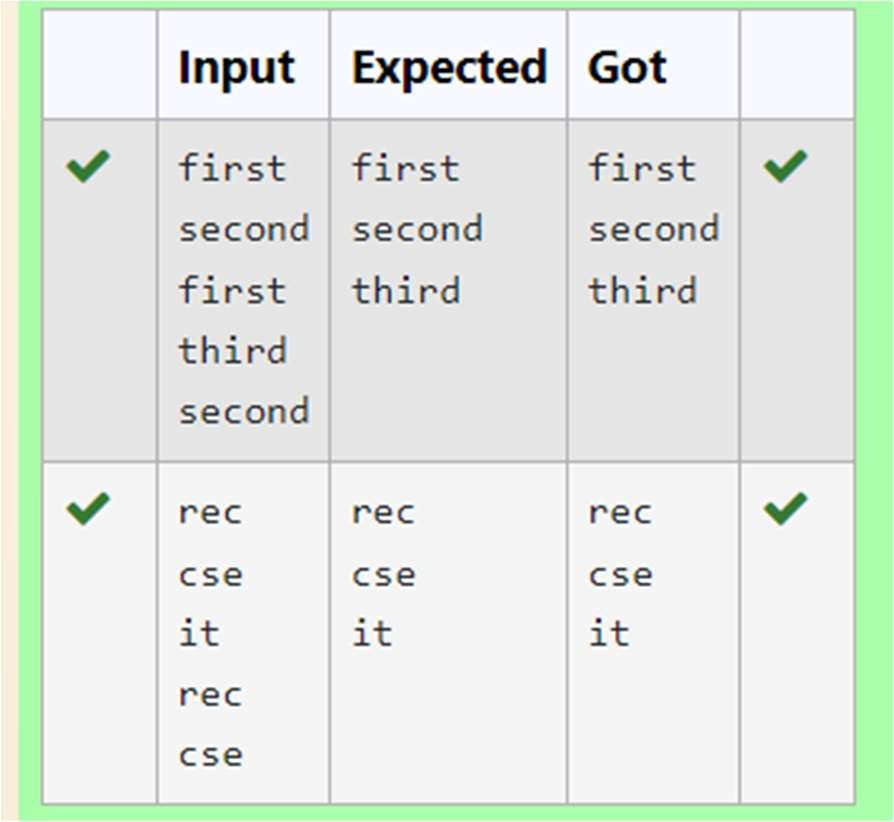 Input Expected Got
first first first
second second second
first third third
third
second
rec rec rec
cse cse cse
it it it
rec
cse